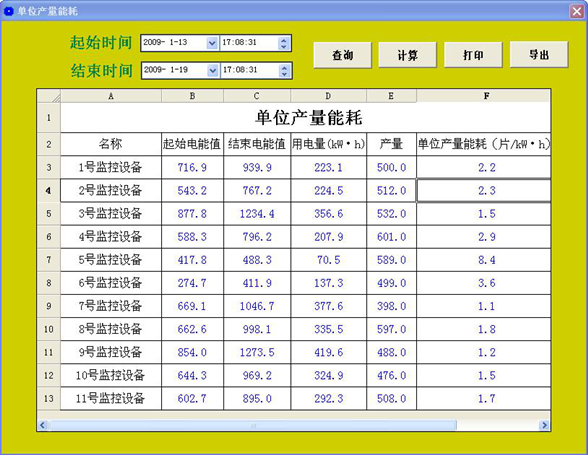 单位产量能耗
起始时间 2009- 1-13 17:08:31
结束时间 2009- 1-19 17:08:31
查询 计算 打印 导出
A B C D E F
1 单位产量能耗
2 名称 起始电能值 结束电能值 用电量(kW·h) 产量 单位产量能耗（片/kW·h)
3 1号监控设备 716.9 939.9 223.1 500.0 2.2
4 2号监控设备 543.2 767.2 224.5 512.0 2.3
5 3号监控设备 877.8 1234.4 356.6 532.0 1.5
6 4号监控设备 588.3 796.2 207.9 601.0 2.9
7 5号监控设备 417.8 488.3 70.5 589.0 8.4
8 6号监控设备 274.7 411.9 137.3 499.0 3.6
9 7号监控设备 669.1 1046.7 377.6 398.0 1.1
10 8号监控设备 662.6 998.1 335.5 597.0 1.8
11 9号监控设备 854.0 1273.5 419.6 488.0 1.2
12 10号监控设备 644.3 969.2 324.9 476.0 1.5
13 11号监控设备 602.7 895.0 292.3 508.0 1.7